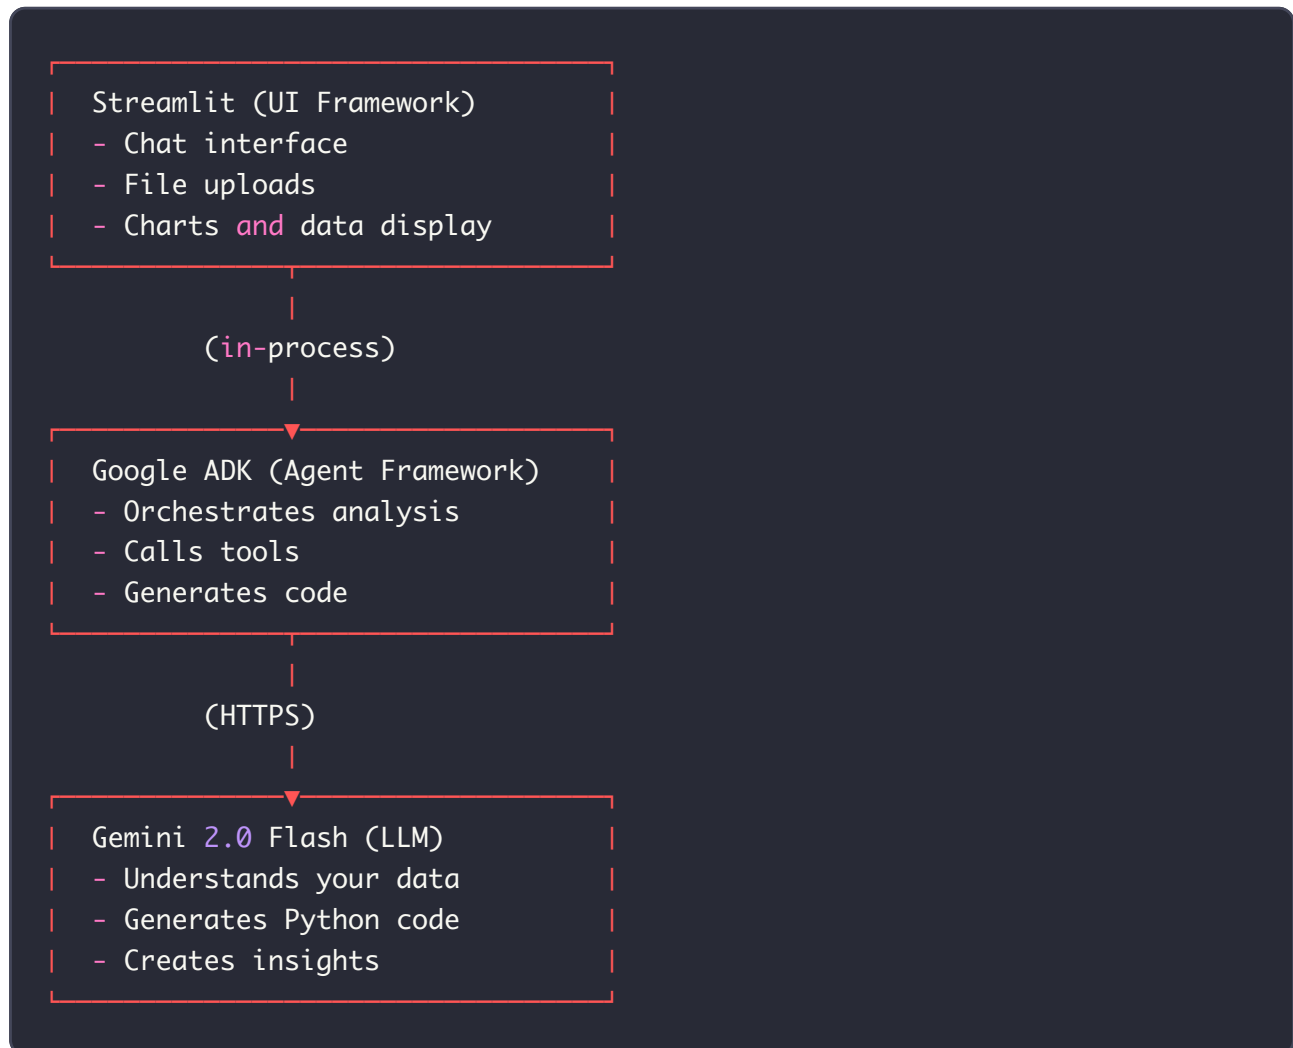 Streamlit (UI Framework)
- Chat interface
- File uploads
- Charts and data display
(in-process)
Google ADK (Agent Framework)
- Orchestrates analysis
- Calls tools
- Generates code
(HTTPS)
Gemini 2.0 Flash (LLM)
- Understands your data
- Generates Python code
- Creates insights